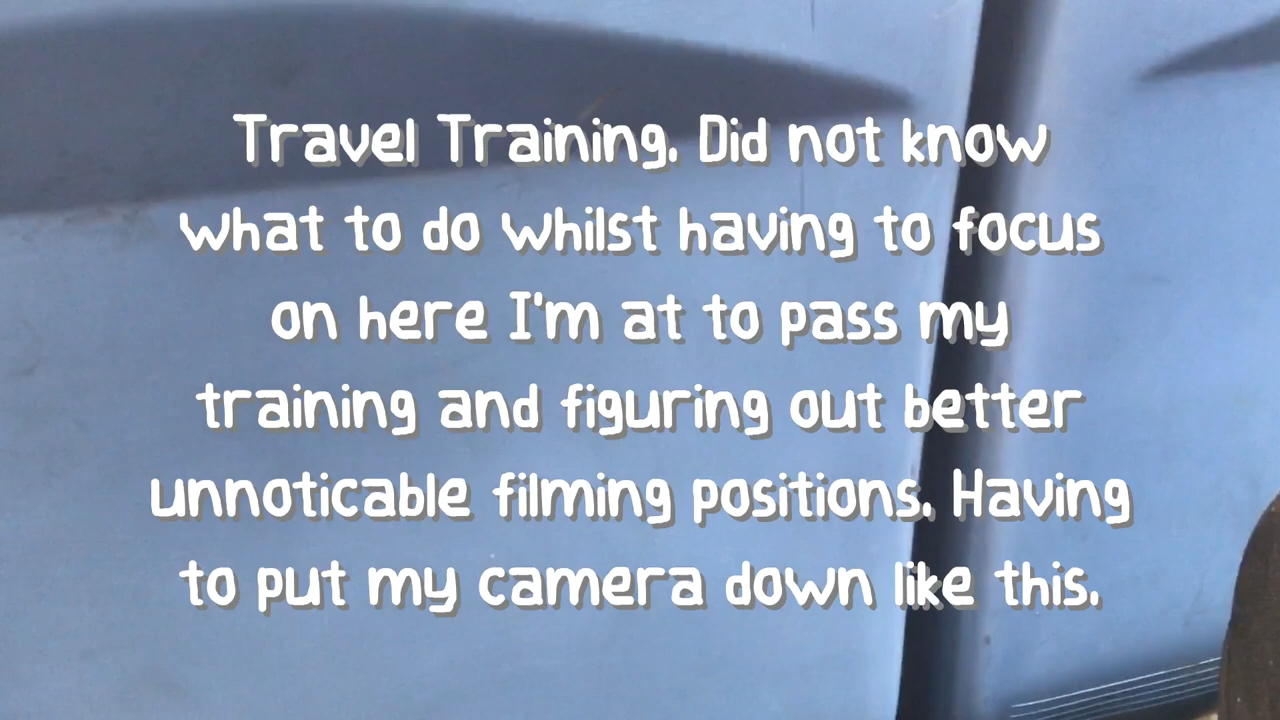 Travel Training. Did not know
what to do whilst having to focus
on here I'm at to pass my
training and figuring out better
unnoticable filming positions. Having
to put my camera down like this.